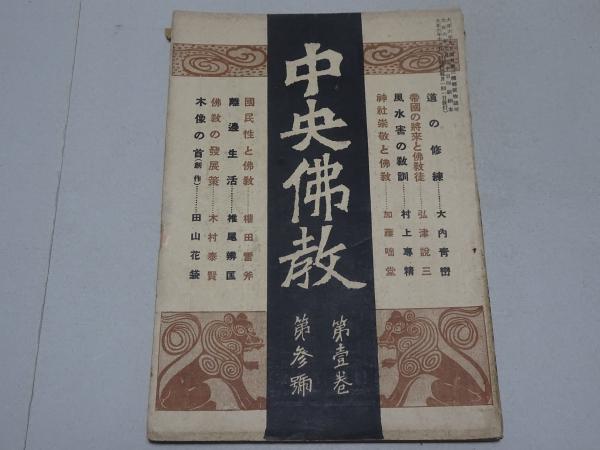 中央佛教
第壹卷
第參號
道の修練……大内青巒
帝國の將來と佛教徒……弘津說三
風水害の教訓……村上專精
神社崇敬と佛教……加藤咄堂
國民性と佛教……權田雷斧
離邊生活……椎尾辨匡
佛教の發展策……木村泰賢
木像の首(創作)……田山花袋